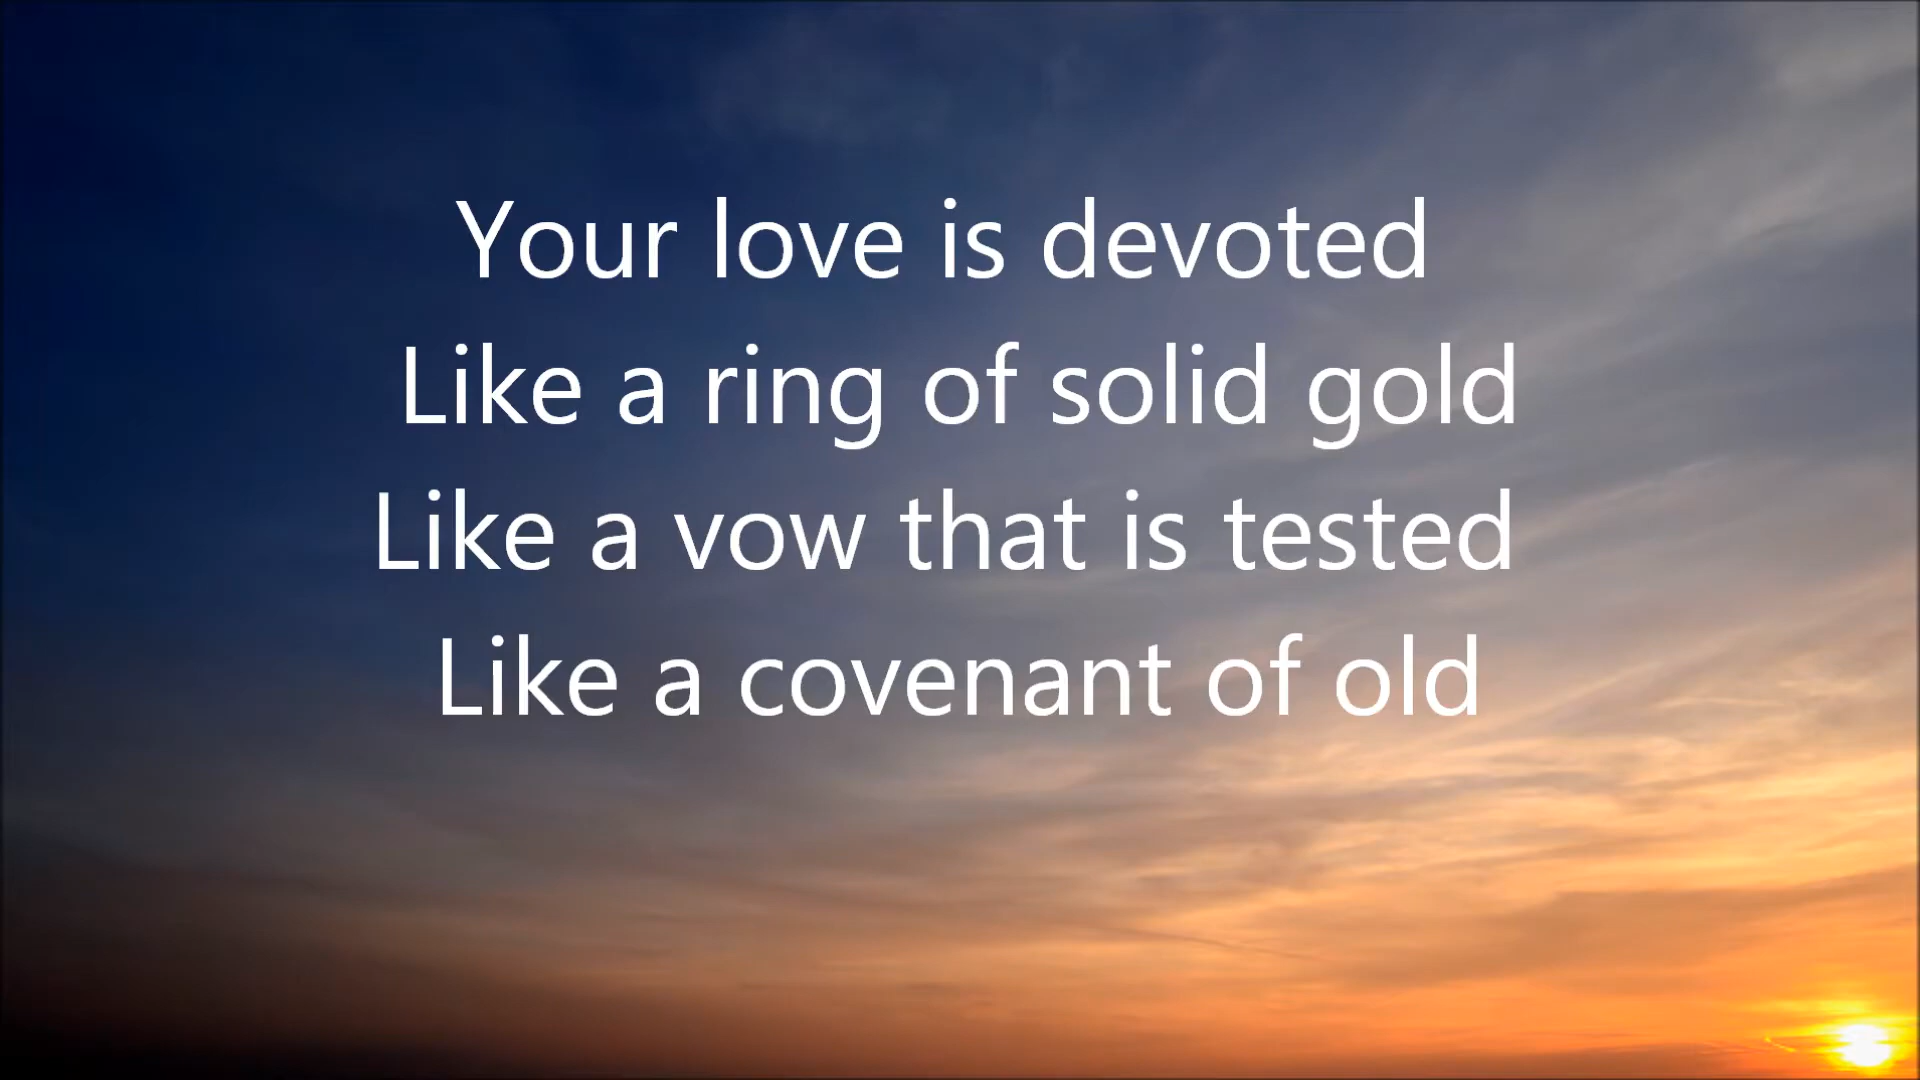 Your love is devoted
Like a ring of solid gold
Like a vow that is tested
Like a covenant of old